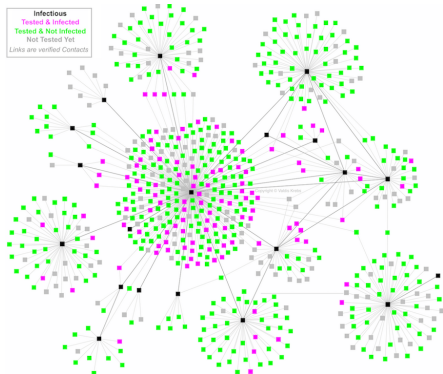 Infectious
Tested & Infected
Tested & Not Infected
Not Tested Yet
Links are verified Contacts